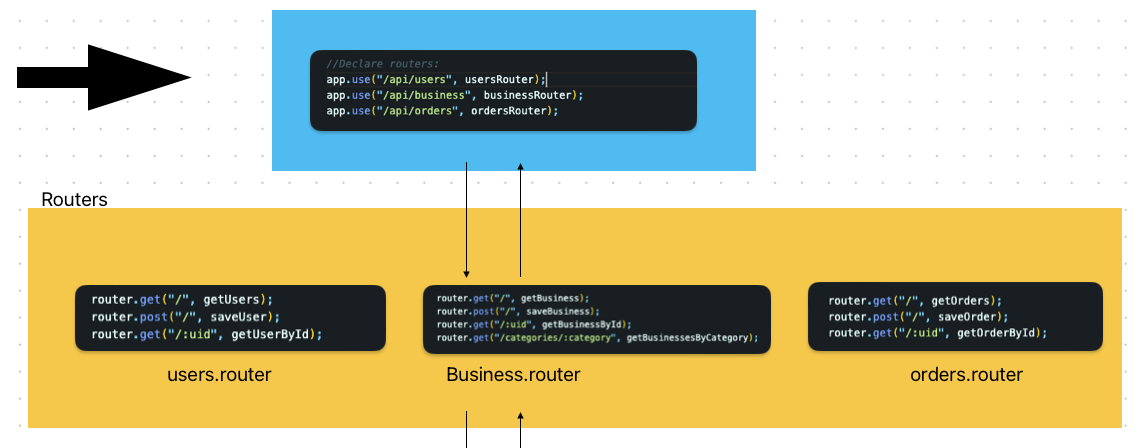 //Declare routers:
app.use("/api/users", usersRouter);
app.use("/api/business", businessRouter);
app.use("/api/orders", ordersRouter);
Routers
router.get("/", getUsers);
router.post("/", saveUser);
router.get("/:uid", getUserById);
users.router
router.get("/", getBusiness);
router.post("/", saveBusiness);
router.get("/:uid", getBusinessById);
router.get("/categories/:category", getBusinessesByCategory);
Business.router
router.get("/", getOrders);
router.post("/", saveOrder);
router.get("/:uid", getOrderById);
orders.router